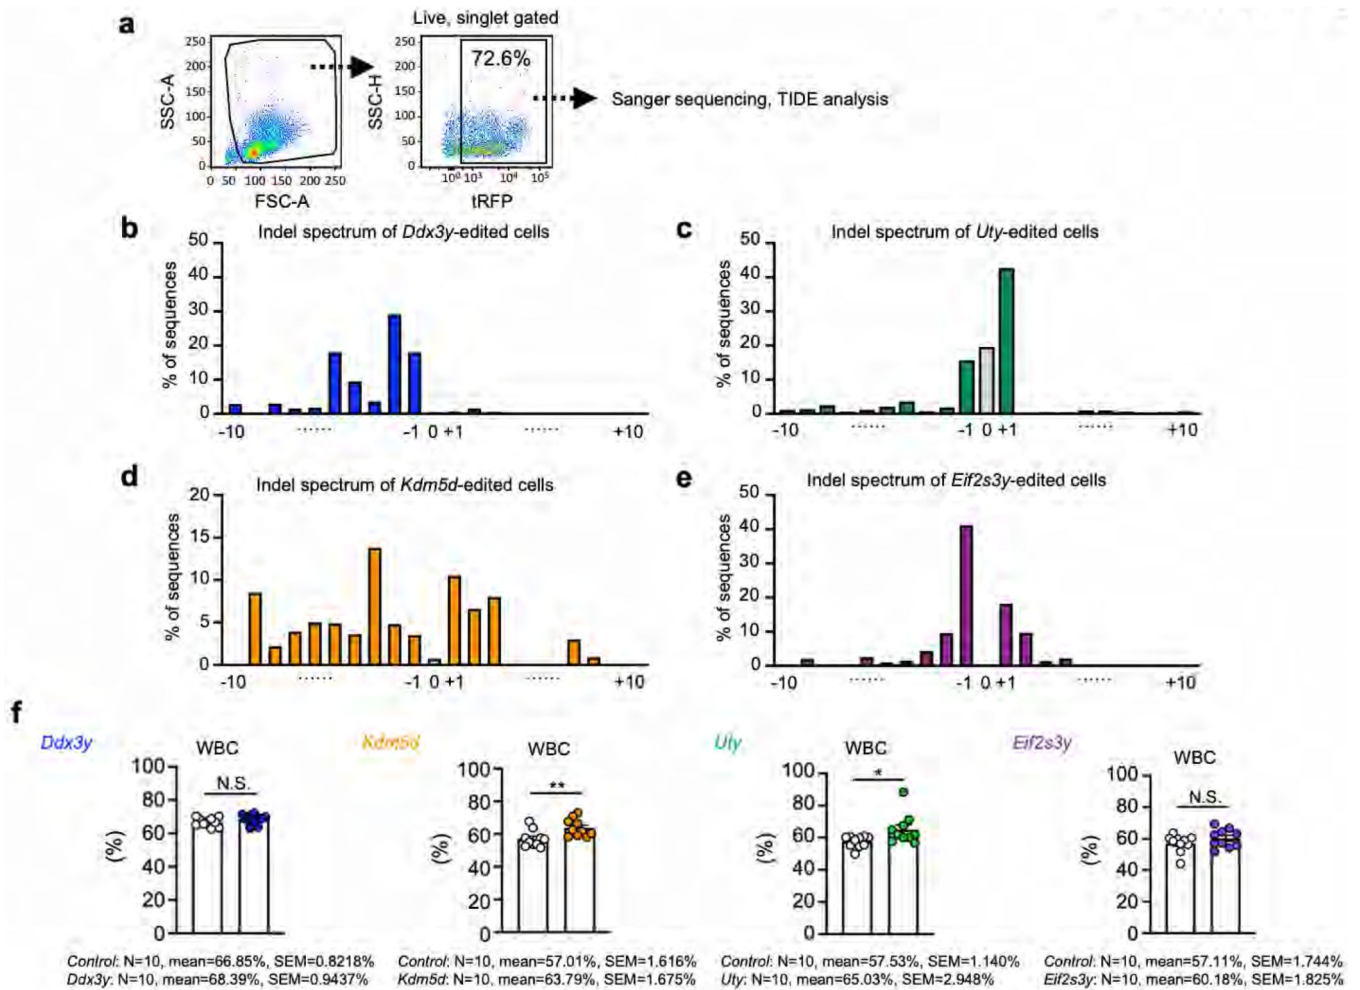 a
Live, singlet gated
SSC-A
250
200
150
100
50
0
0 50 100 150 200 250
FSC-A
SSC-H
250
200
150
100
50
0
72.6%
10⁰ 10³ 10⁴ 10⁵
tRFP
Sanger sequencing, TIDE analysis
b
Indel spectrum of Ddx3y-edited cells
% of sequences
50
40
30
20
10
0
-10 ...... -1 0 +1 ...... +10
c
Indel spectrum of Uty-edited cells
% of sequences
50
40
30
20
10
0
-10 ...... -1 0 +1 ...... +10
d
Indel spectrum of Kdm5d-edited cells
% of sequences
20
15
10
5
0
-10 ...... -1 0 +1 ...... +10
e
Indel spectrum of Eif2s3y-edited cells
% of sequences
50
40
30
20
10
0
-10 ...... -1 0 +1 ...... +10
f
Ddx3y
WBC
N.S.
(%)
100
80
60
40
20
0
Control: N=10, mean=66.85%, SEM=0.8218%
Ddx3y: N=10, mean=68.39%, SEM=0.9437%
Kdm5d
WBC
**
(%)
100
80
60
40
20
0
Control: N=10, mean=57.01%, SEM=1.616%
Kdm5d: N=10, mean=63.79%, SEM=1.675%
Uty
WBC
*
(%)
100
80
60
40
20
0
Control: N=10, mean=57.53%, SEM=1.140%
Uty: N=10, mean=65.03%, SEM=2.948%
Eif2s3y
WBC
N.S.
(%)
100
80
60
40
20
0
Control: N=10, mean=57.11%, SEM=1.744%
Eif2s3y: N=10, mean=60.18%, SEM=1.825%